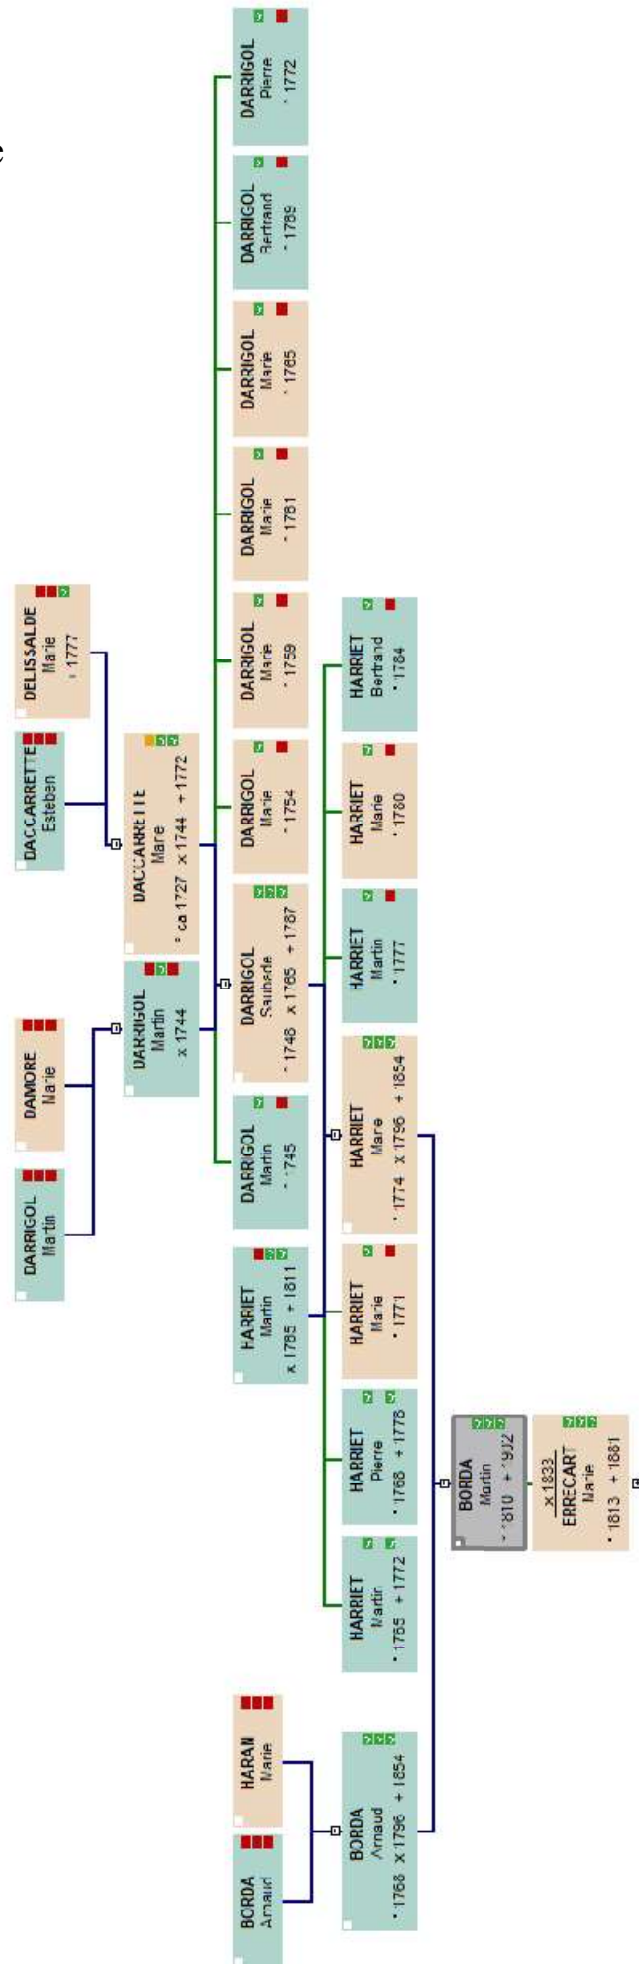 DARRIGOL
Martin
DAMORE
Marie
DACCARRETTE
Esteban
DELISSALDE
Marie
+ 1777
DARRIGOL
Martin
x 1744
DACCARRETTE
Marie
° ca 1727 x 1744 + 1772
HARRIET
Martin
x 1765 + 1811
DARRIGOL
Martin
° 1745
DARRIGOL
Saubade
° 1748 x 1765 + 1787
DARRIGOL
Marie
° 1754
DARRIGOL
Marie
° 1759
DARRIGOL
Marie
° 1761
DARRIGOL
Marie
° 1765
DARRIGOL
Bertrand
° 1769
DARRIGOL
Pierre
° 1772
BORDA
Arnaud
HARAN
Marie
BORDA
Arnaud
° 1768 x 1796 + 1854
HARRIET
Martin
° 1765 + 1772
HARRIET
Pierre
° 1768 + 1778
HARRIET
Marie
° 1771
HARRIET
Marie
° 1774 x 1796 + 1854
HARRIET
Martin
° 1777
HARRIET
Marie
° 1780
HARRIET
Bertrand
° 1784
BORDA
Martin
° 1810 +
x 1833
ERRECART
Marie
° 1813 + 1881